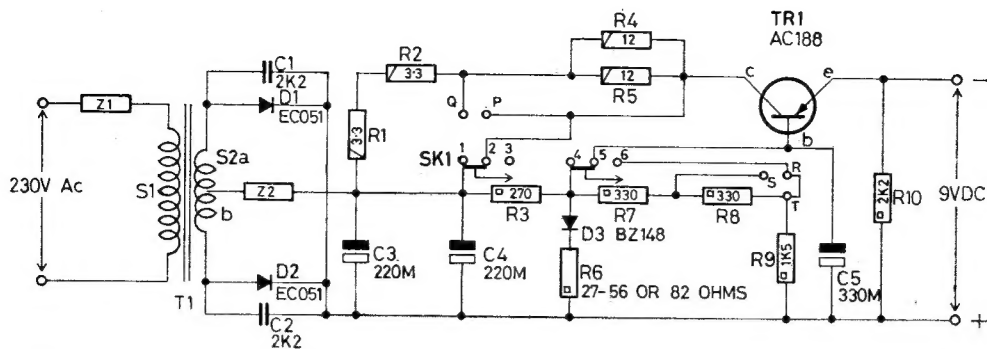 TR1
AC188
R4
12
R2
3·3
12
R5
c
e
−
C1
2K2
D1
EC051
Z1
Q
P
b
3·3
R1
SK1
1
2
3
4
5
6
230V Ac
S1
S2a
b
Z2
270
R3
330
R7
330
R8
S
R
T
2K2
R10
9VDC
D3 BZ148
C3
220M
C4
220M
R6
27-56 OR 82 OHMS
R9
1K5
C5
330M
D2
EC051
T1
C2
2K2
+